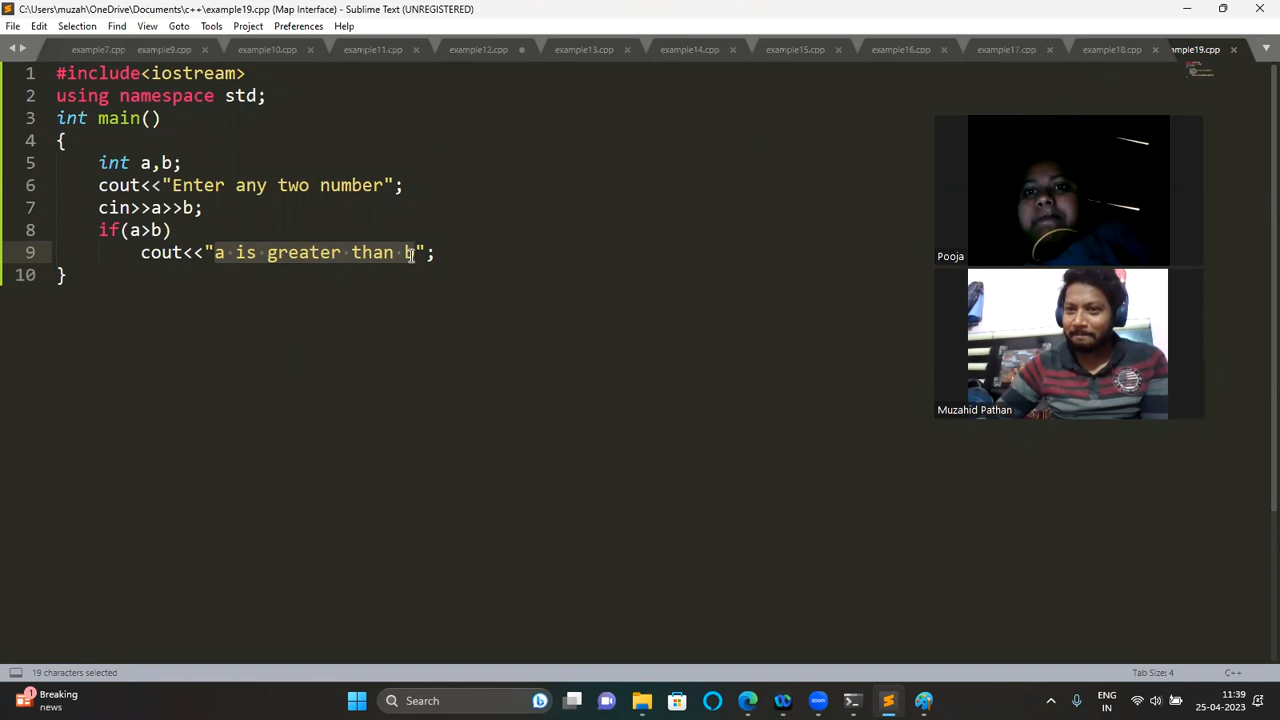 C:\Users\muzah\OneDrive\Documents\c++\example19.cpp (Map Interface) - Sublime Text (UNREGISTERED)
File Edit Selection Find View Goto Tools Project Preferences Help
example7.cpp example9.cpp example10.cpp example11.cpp example12.cpp example13.cpp example14.cpp example15.cpp example16.cpp example17.cpp example18.cpp mple19.cpp
1 #include<iostream>
2 using namespace std;
3 int main()
4 {
5 int a,b;
6 cout<<"Enter any two number";
7 cin>>a>>b;
8 if(a>b)
9 cout<<"a is greater than b";
10 }
Pooja
Muzahid Pathan
19 characters selected Tab Size: 4 C++
1 Breaking
news
Search
ENG
IN
11:39
25-04-2023
zoom